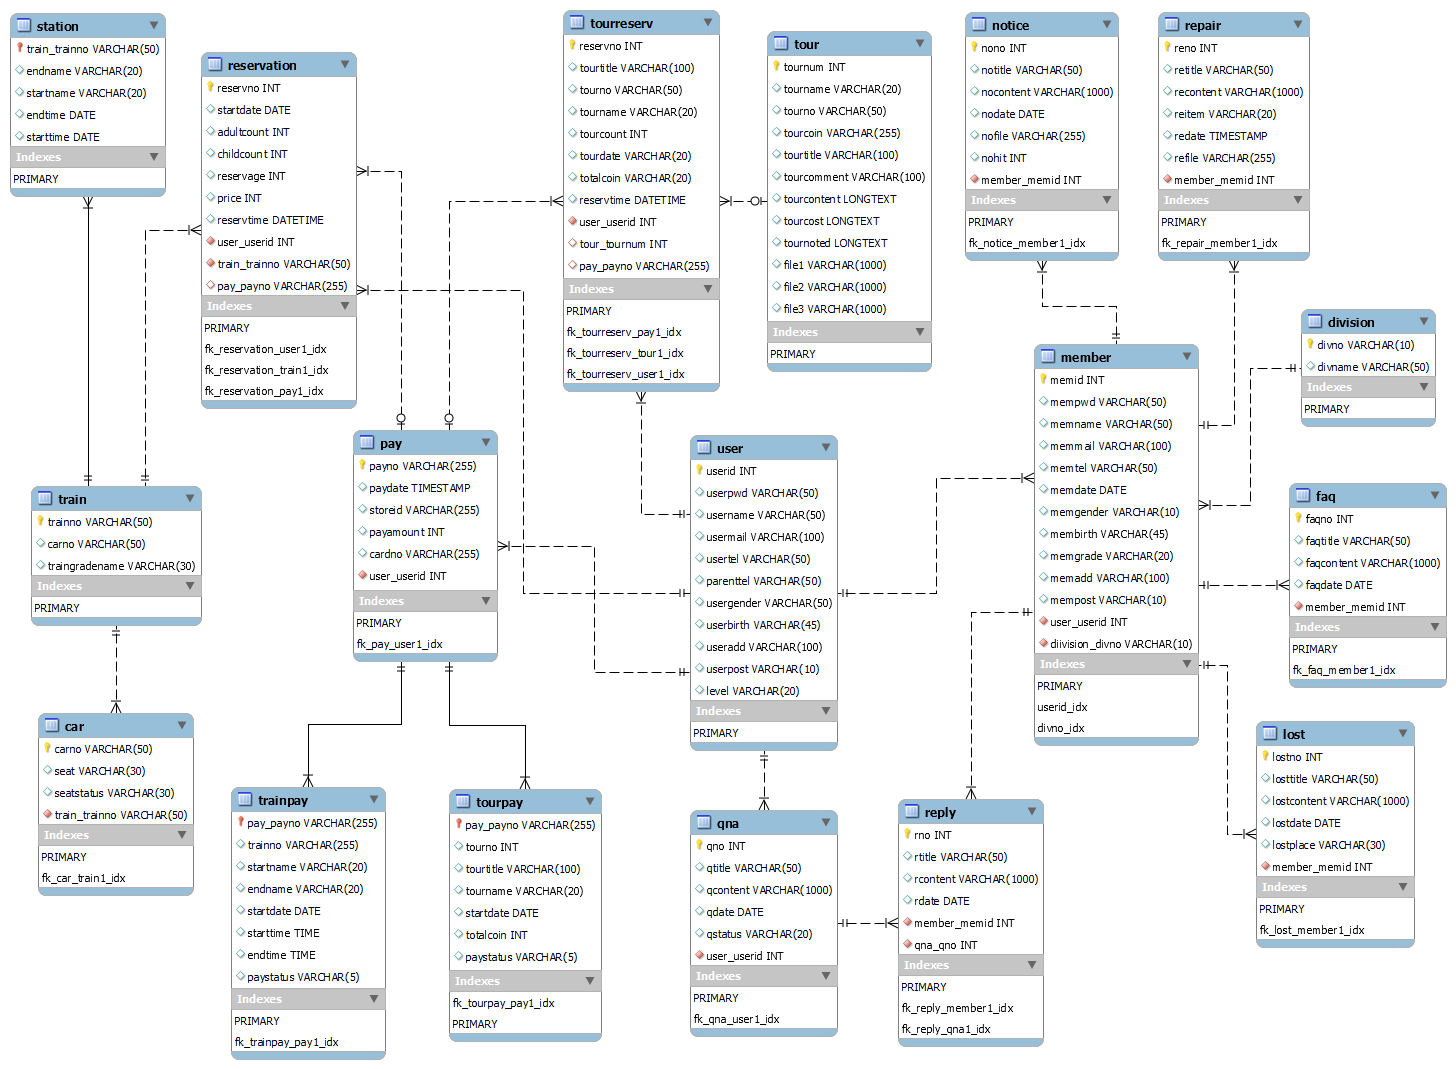 station
train_trainno VARCHAR(50)
endname VARCHAR(20)
startname VARCHAR(20)
endtime DATE
starttime DATE
Indexes
PRIMARY
reservation
reservno INT
startdate DATE
adultcount INT
childcount INT
reservage INT
price INT
reservtime DATETIME
user_userid INT
train_trainno VARCHAR(50)
pay_payno VARCHAR(255)
Indexes
PRIMARY
fk_reservation_user1_idx
fk_reservation_train1_idx
fk_reservation_pay1_idx
tourreserv
reservno INT
tourtitle VARCHAR(100)
tourno VARCHAR(50)
tourname VARCHAR(20)
tourcount INT
tourdate VARCHAR(20)
totalcoin VARCHAR(20)
reservtime DATETIME
user_userid INT
tour_tournum INT
pay_payno VARCHAR(255)
Indexes
PRIMARY
fk_tourreserv_pay1_idx
fk_tourreserv_tour1_idx
fk_tourreserv_user1_idx
tour
tournum INT
tourname VARCHAR(20)
tourno VARCHAR(50)
tourcoin VARCHAR(255)
tourtitle VARCHAR(100)
tourcomment VARCHAR(100)
tourcontent LONGTEXT
tourcost LONGTEXT
tournoted LONGTEXT
file1 VARCHAR(1000)
file2 VARCHAR(1000)
file3 VARCHAR(1000)
Indexes
PRIMARY
notice
nono INT
notitle VARCHAR(50)
nocontent VARCHAR(1000)
nodate DATE
nofile VARCHAR(255)
nohit INT
member_memid INT
Indexes
PRIMARY
fk_notice_member1_idx
repair
reno INT
retitle VARCHAR(50)
recontent VARCHAR(1000)
reitem VARCHAR(20)
redate TIMESTAMP
refile VARCHAR(255)
member_memid INT
Indexes
PRIMARY
fk_repair_member1_idx
division
divno VARCHAR(10)
divname VARCHAR(50)
Indexes
PRIMARY
member
memid INT
mempwd VARCHAR(50)
memname VARCHAR(50)
memmail VARCHAR(100)
memtel VARCHAR(50)
memdate DATE
memgender VARCHAR(10)
membirth VARCHAR(45)
memgrade VARCHAR(20)
memadd VARCHAR(100)
mempost VARCHAR(10)
user_userid INT
diivision_divno VARCHAR(10)
Indexes
PRIMARY
userid_idx
divno_idx
pay
payno VARCHAR(255)
paydate TIMESTAMP
storeid VARCHAR(255)
payamount INT
cardno VARCHAR(255)
user_userid INT
Indexes
PRIMARY
fk_pay_user1_idx
user
userid INT
userpwd VARCHAR(50)
username VARCHAR(50)
usermail VARCHAR(100)
usertel VARCHAR(50)
parenttel VARCHAR(50)
usergender VARCHAR(50)
userbirth VARCHAR(45)
useradd VARCHAR(100)
userpost VARCHAR(10)
level VARCHAR(20)
Indexes
PRIMARY
train
trainno VARCHAR(50)
carno VARCHAR(50)
traingradename VARCHAR(30)
Indexes
PRIMARY
faq
faqno INT
faqtitle VARCHAR(50)
faqcontent VARCHAR(1000)
faqdate DATE
member_memid INT
Indexes
PRIMARY
fk_faq_member1_idx
car
carno VARCHAR(50)
seat VARCHAR(30)
seatstatus VARCHAR(30)
train_trainno VARCHAR(50)
Indexes
PRIMARY
fk_car_train1_idx
trainpay
pay_payno VARCHAR(255)
trainno VARCHAR(255)
startname VARCHAR(20)
endname VARCHAR(20)
startdate DATE
starttime TIME
endtime TIME
paystatus VARCHAR(5)
Indexes
PRIMARY
fk_trainpay_pay1_idx
tourpay
pay_payno VARCHAR(255)
tourno INT
tourtitle VARCHAR(100)
tourname VARCHAR(20)
startdate DATE
totalcoin INT
paystatus VARCHAR(5)
Indexes
fk_tourpay_pay1_idx
PRIMARY
qna
qno INT
qtitle VARCHAR(50)
qcontent VARCHAR(1000)
qdate DATE
qstatus VARCHAR(20)
user_userid INT
Indexes
PRIMARY
fk_qna_user1_idx
reply
rno INT
rtitle VARCHAR(50)
rcontent VARCHAR(1000)
rdate DATE
member_memid INT
qna_qno INT
Indexes
PRIMARY
fk_reply_member1_idx
fk_reply_qna1_idx
lost
lostno INT
losttitle VARCHAR(50)
lostcontent VARCHAR(1000)
lostdate DATE
lostplace VARCHAR(30)
member_memid INT
Indexes
PRIMARY
fk_lost_member1_idx